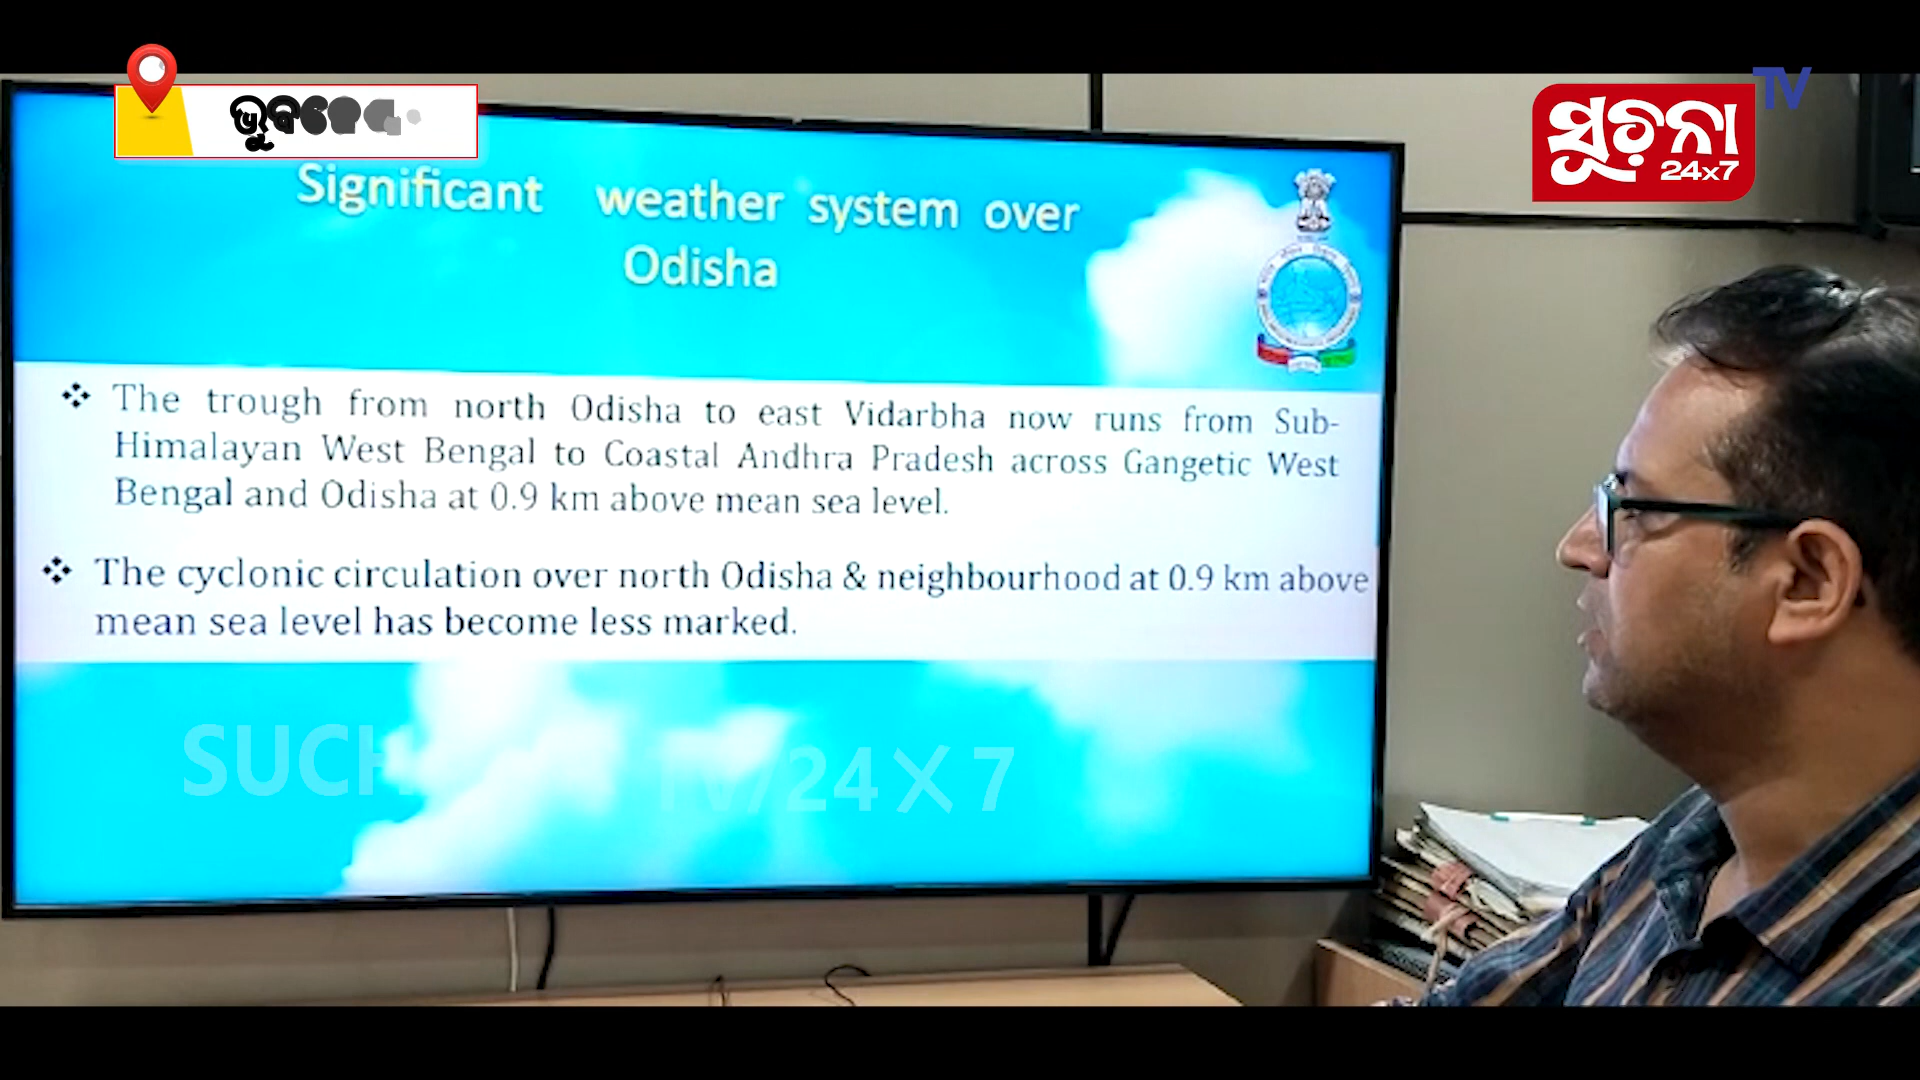 TV
ସୂଚନା
24x7
Significant weather system over
Odisha
❖ The trough from north Odisha to east Vidarbha now runs from Sub-
Himalayan West Bengal to Coastal Andhra Pradesh across Gangetic West
Bengal and Odisha at 0.9 km above mean sea level.
❖ The cyclonic circulation over north Odisha & neighbourhood at 0.9 km above
mean sea level has become less marked.
TV/24X7